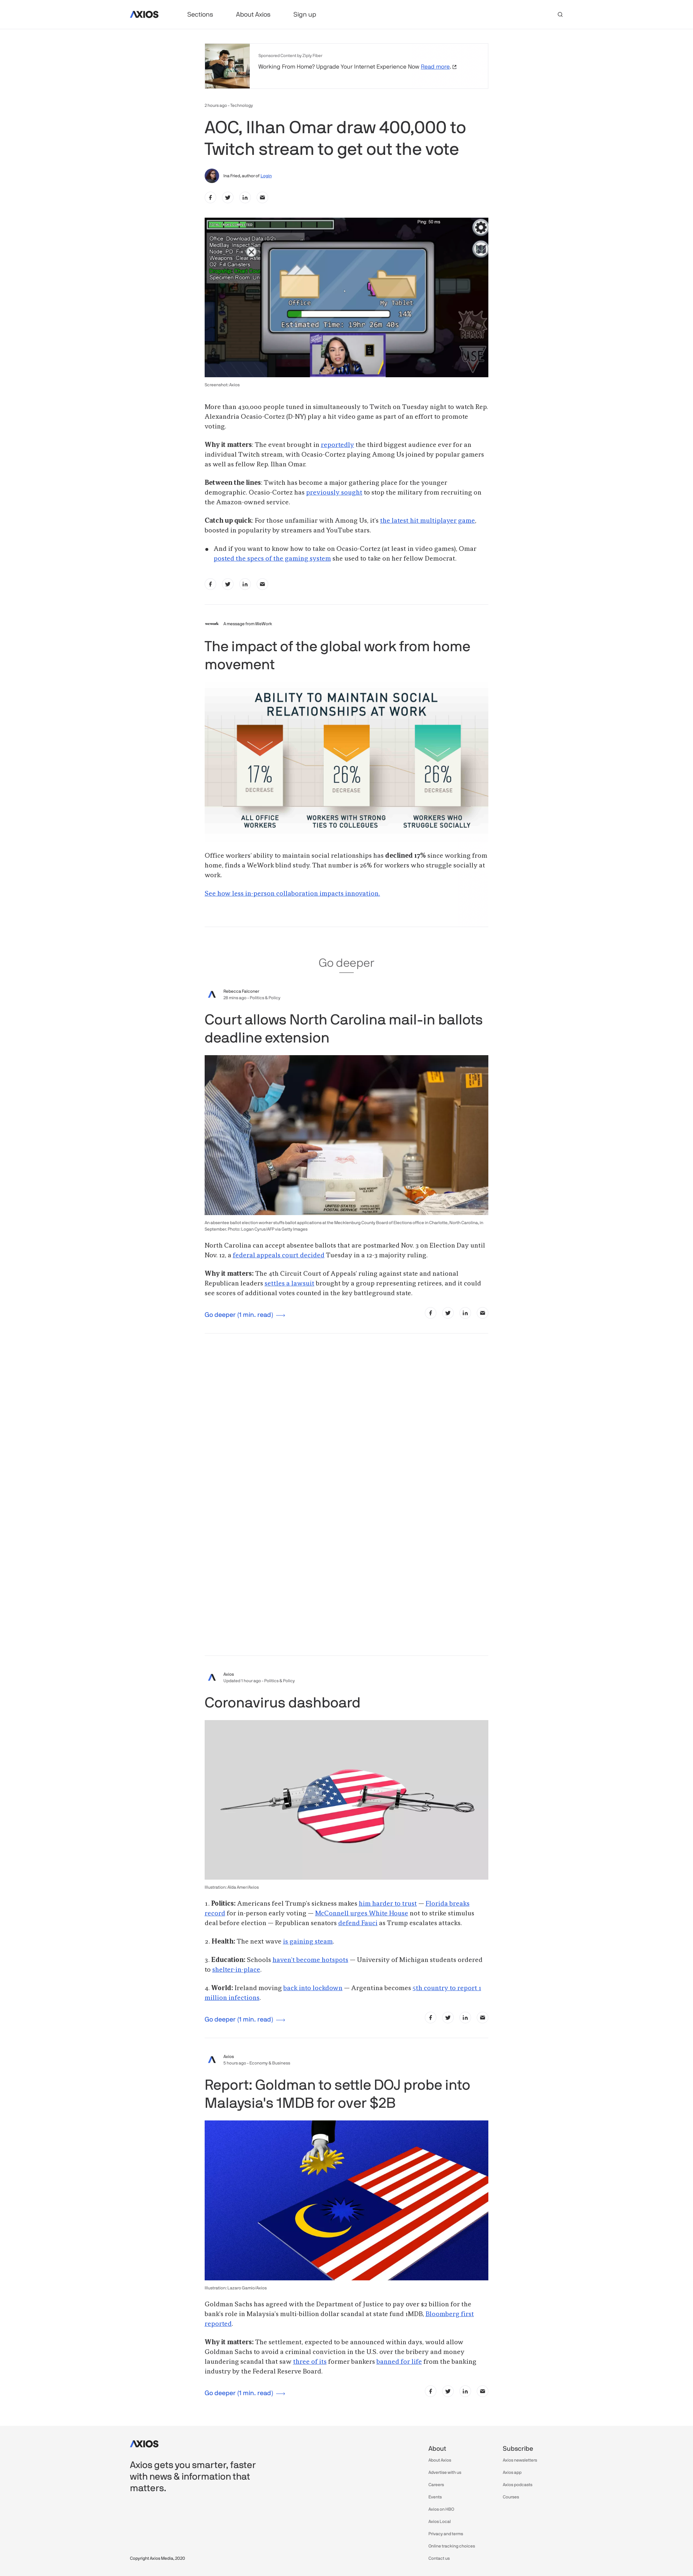 AXIOS
Sections
About Axios
Sign up
Sponsored Content by Ziply Fiber
Working From Home? Upgrade Your Internet Experience Now Read more.
2 hours ago - Technology
AOC, Ilhan Omar draw 400,000 to
Twitch stream to get out the vote
Ina Fried, author of Login
Ping: 50 ms
Office: Download Data (0/2)
Office
My Tablet
14%
Estimated Time: 19hr 26m 40s
Screenshot: Axios
More than 430,000 people tuned in simultaneously to Twitch on Tuesday night to watch Rep.
Alexandria Ocasio-Cortez (D-NY) play a hit video game as part of an effort to promote
voting.
Why it matters: The event brought in reportedly the third biggest audience ever for an
individual Twitch stream, with Ocasio-Cortez playing Among Us joined by popular gamers
as well as fellow Rep. Ilhan Omar.
Between the lines: Twitch has become a major gathering place for the younger
demographic. Ocasio-Cortez has previously sought to stop the military from recruiting on
the Amazon-owned service.
Catch up quick: For those unfamiliar with Among Us, it's the latest hit multiplayer game,
boosted in popularity by streamers and YouTube stars.
And if you want to know how to take on Ocasio-Cortez (at least in video games), Omar
posted the specs of the gaming system she used to take on her fellow Democrat.
wework
A message from WeWork
The impact of the global work from home
movement
ABILITY TO MAINTAIN SOCIAL
RELATIONSHIPS AT WORK
17%
DECREASE
26%
DECREASE
26%
DECREASE
ALL OFFICE
WORKERS
WORKERS WITH STRONG
TIES TO COLLEGUES
WORKERS WHO
STRUGGLE SOCIALLY
Office workers' ability to maintain social relationships has declined 17% since working from
home, finds a WeWork blind study. That number is 26% for workers who struggle socially at
work.
See how less in-person collaboration impacts innovation.
Go deeper
Rebecca Falconer
28 mins ago - Politics & Policy
Court allows North Carolina mail-in ballots
deadline extension
UNITED STATES
POSTAL SERVICE
An absentee ballot election worker stuffs ballot applications at the Mecklenburg County Board of Elections office in Charlotte, North Carolina, in
September. Photo: Logan Cyrus/AFP via Getty Images
North Carolina can accept absentee ballots that are postmarked Nov. 3 on Election Day until
Nov. 12, a federal appeals court decided Tuesday in a 12-3 majority ruling.
Why it matters: The 4th Circuit Court of Appeals' ruling against state and national
Republican leaders settles a lawsuit brought by a group representing retirees, and it could
see scores of additional votes counted in the key battleground state.
Go deeper (1 min. read)
Axios
Updated 1 hour ago - Politics & Policy
Coronavirus dashboard
Illustration: Aïda Amer/Axios
1. Politics: Americans feel Trump's sickness makes him harder to trust — Florida breaks
record for in-person early voting — McConnell urges White House not to strike stimulus
deal before election — Republican senators defend Fauci as Trump escalates attacks.
2. Health: The next wave is gaining steam.
3. Education: Schools haven't become hotspots — University of Michigan students ordered
to shelter-in-place.
4. World: Ireland moving back into lockdown — Argentina becomes 5th country to report 1
million infections.
Go deeper (1 min. read)
Axios
5 hours ago - Economy & Business
Report: Goldman to settle DOJ probe into
Malaysia's 1MDB for over $2B
Illustration: Lazaro Gamio/Axios
Goldman Sachs has agreed with the Department of Justice to pay over $2 billion for the
bank's role in Malaysia's multi-billion dollar scandal at state fund 1MDB, Bloomberg first
reported.
Why it matters: The settlement, expected to be announced within days, would allow
Goldman Sachs to avoid a criminal conviction in the U.S. over the bribery and money
laundering scandal that saw three of its former bankers banned for life from the banking
industry by the Federal Reserve Board.
Go deeper (1 min. read)
AXIOS
Axios gets you smarter, faster
with news & information that
matters.
About
About Axios
Advertise with us
Careers
Events
Axios on HBO
Axios Local
Privacy and terms
Online tracking choices
Contact us
Subscribe
Axios newsletters
Axios app
Axios podcasts
Courses
Copyright Axios Media, 2020